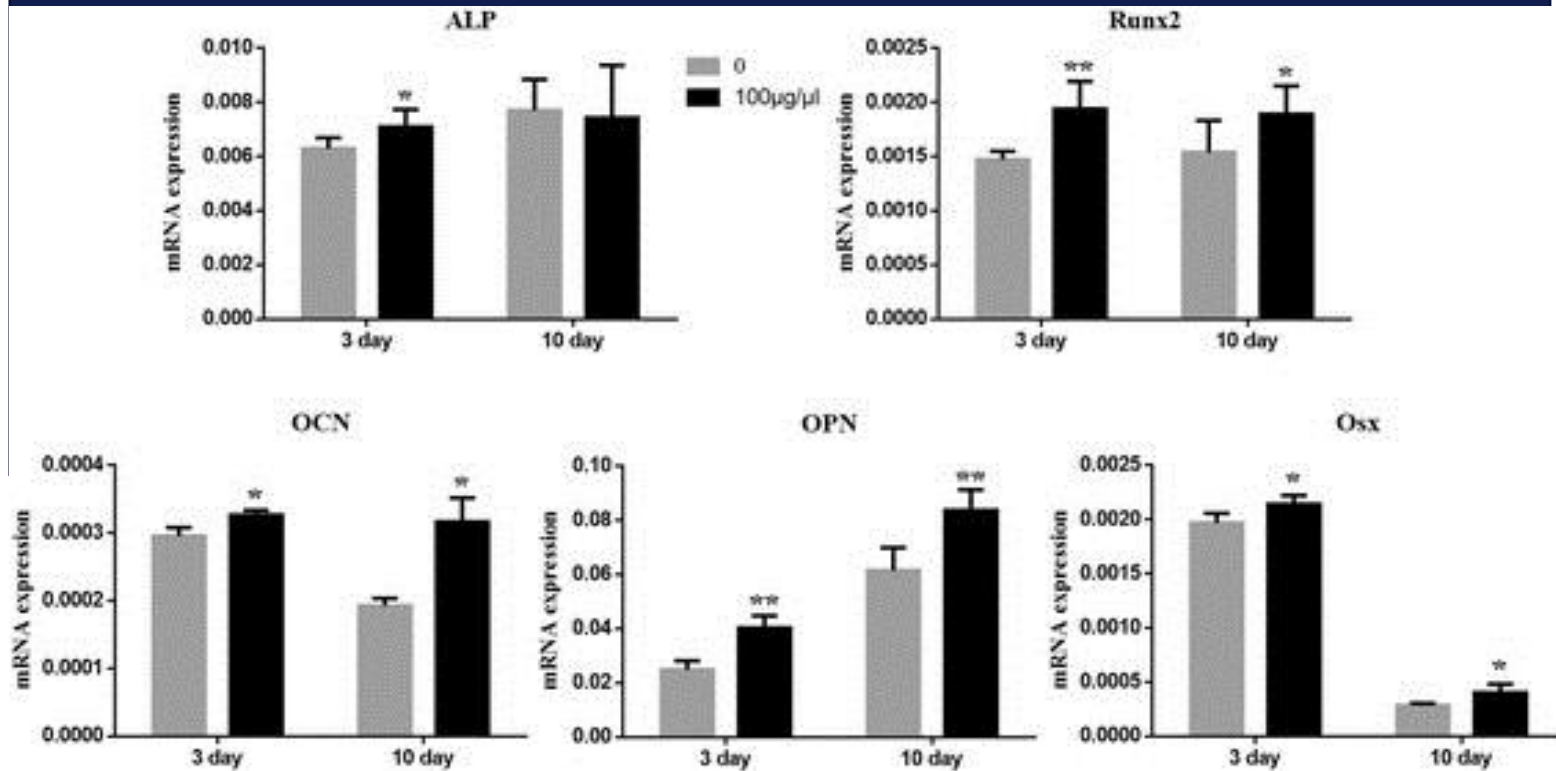 ALP
mRNA expression
0.010
0.008
0.006
0.004
0.002
0.000
*
3 day
10 day
0
100μg/μl
Runx2
mRNA expression
0.0025
0.0020
0.0015
0.0010
0.0005
0.0000
**
*
3 day
10 day
OCN
mRNA expression
0.0004
0.0003
0.0002
0.0001
0.0000
*
*
3 day
10 day
OPN
mRNA expression
0.10
0.08
0.06
0.04
0.02
0.00
**
**
3 day
10 day
Osx
mRNA expression
0.0025
0.0020
0.0015
0.0010
0.0005
0.0000
*
*
3 day
10 day